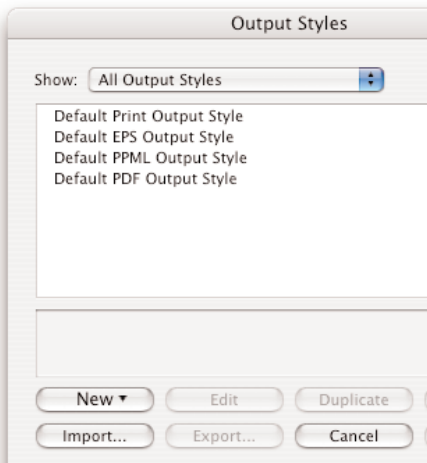 Output Styles
Show: All Output Styles
Default Print Output Style
Default EPS Output Style
Default PPML Output Style
Default PDF Output Style
New Edit Duplicate
Import... Export... Cancel